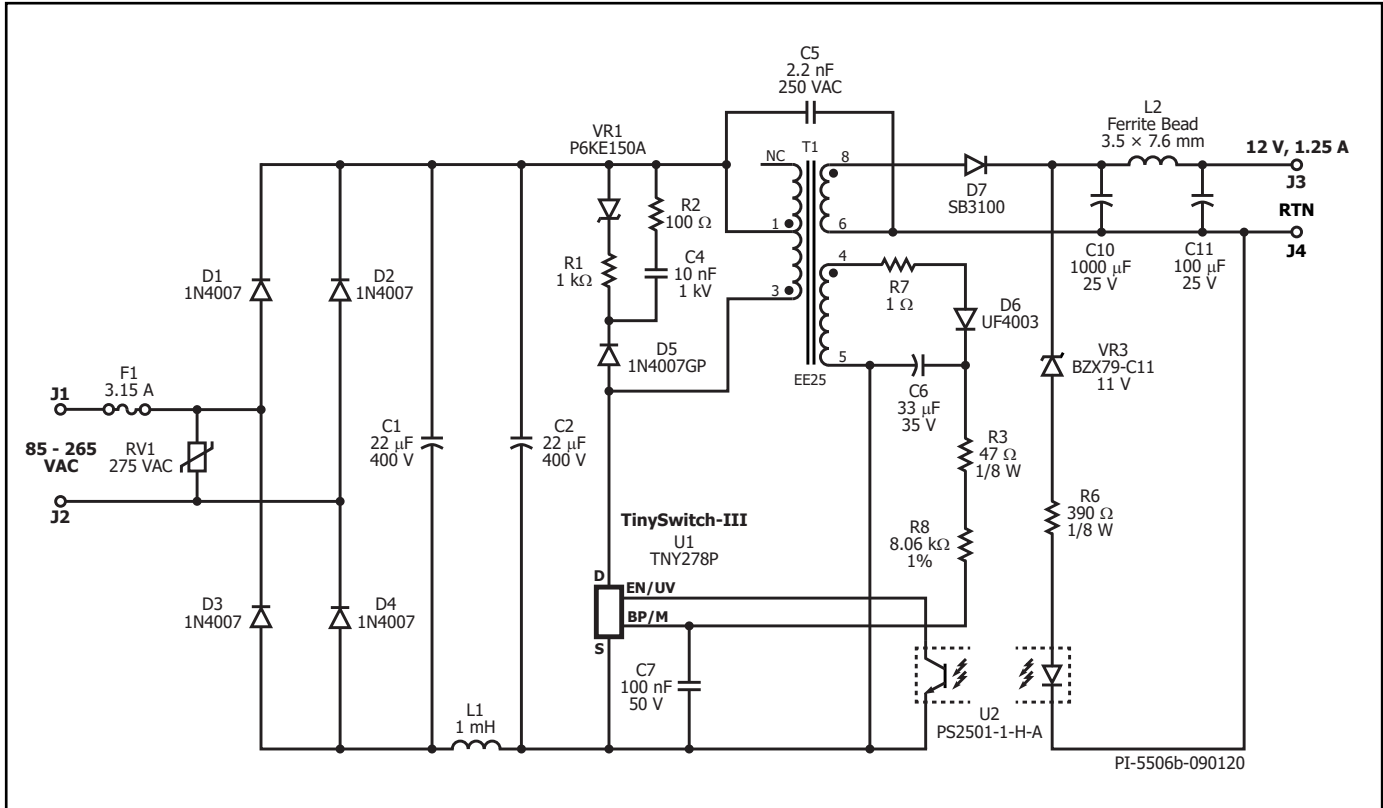 C5
2.2 nF
250 VAC
L2
Ferrite Bead
3.5 × 7.6 mm
VR1
P6KE150A
NC
T1
8
12 V, 1.25 A
J3
D7
SB3100
R2
100 Ω
RTN
1
6
J4
C4
10 nF
1 kV
R1
1 kΩ
C10
1000 μF
25 V
C11
100 μF
25 V
D1
1N4007
D2
1N4007
3
4
R7
1 Ω
D6
UF4003
D5
1N4007GP
5
EE25
VR3
BZX79-C11
11 V
F1
3.15 A
J1
C6
33 μF
35 V
85 - 265
VAC
RV1
275 VAC
C1
22 μF
400 V
C2
22 μF
400 V
R3
47 Ω
1/8 W
J2
R6
390 Ω
1/8 W
TinySwitch-III
U1
TNY278P
R8
8.06 kΩ
1%
D
EN/UV
D3
1N4007
D4
1N4007
BP/M
S
C7
100 nF
50 V
L1
1 mH
U2
PS2501-1-H-A
PI-5506b-090120